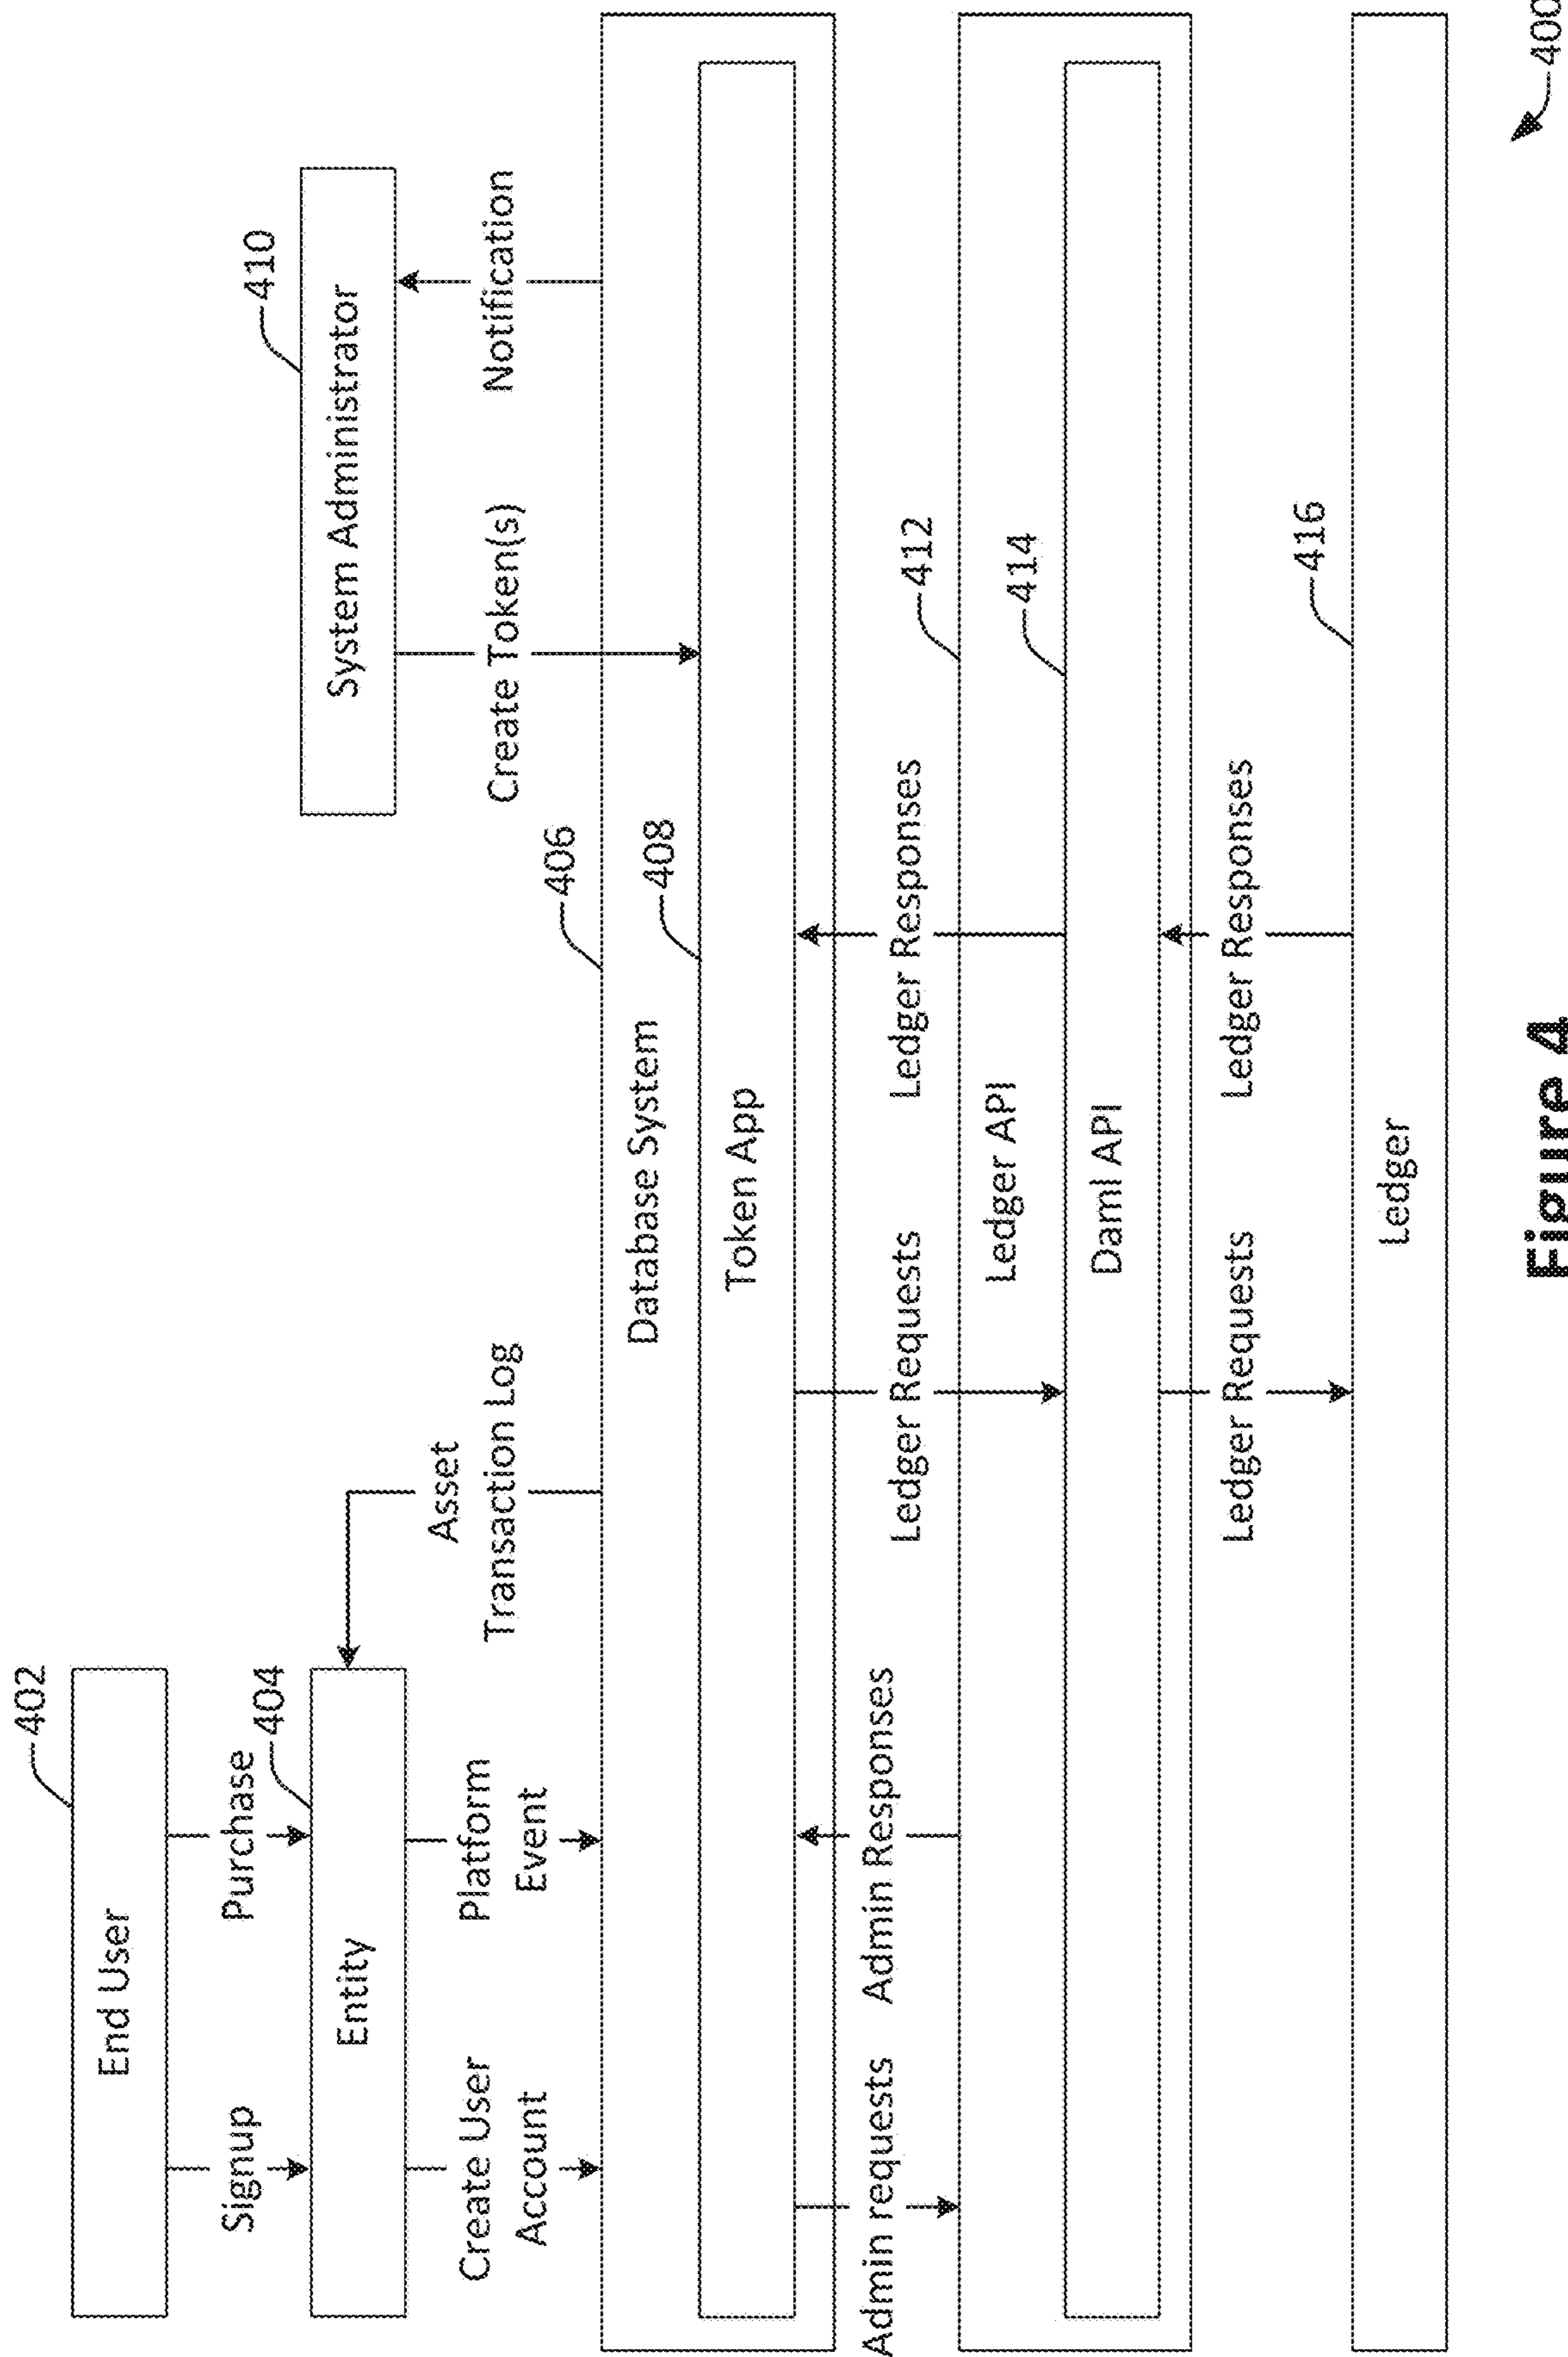 402
End User
Signup
Purchase
404
Entity
Create User
Account
Platform
Event
Asset
Transaction Log
410
System Administrator
Create Token(s)
Notification
406
Database System
408
Token App
Admin requests
Admin Responses
Ledger Requests
Ledger Responses
412
Ledger API
414
Daml API
Ledger Requests
Ledger Responses
416
Ledger
400
Figure 4